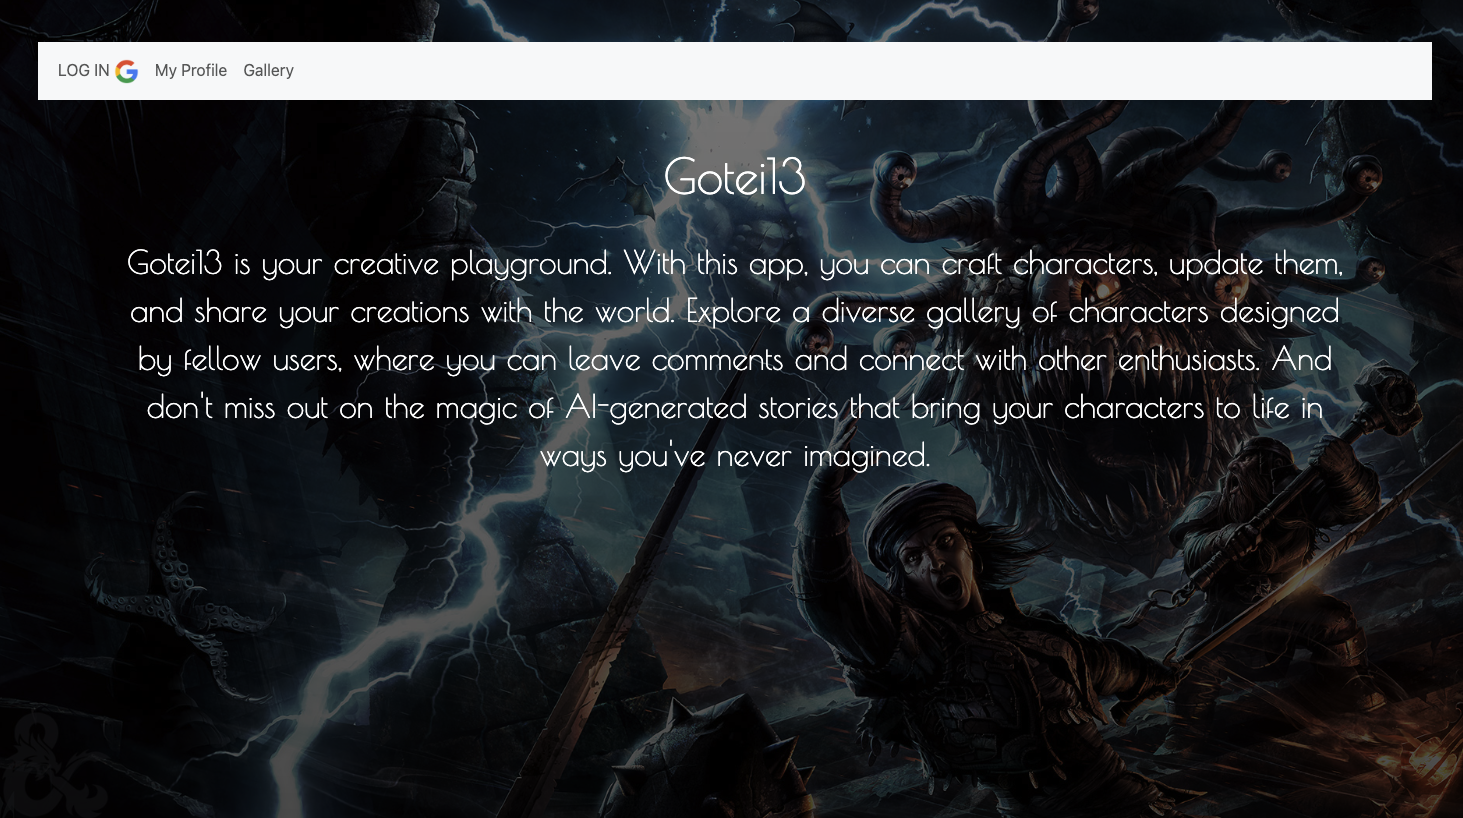 LOG IN My Profile Gallery
Gotei13
Gotei13 is your creative playground. With this app, you can craft characters, update them,
and share your creations with the world. Explore a diverse gallery of characters designed
by fellow users, where you can leave comments and connect with other enthusiasts. And
don't miss out on the magic of AI-generated stories that bring your characters to life in
ways you've never imagined.